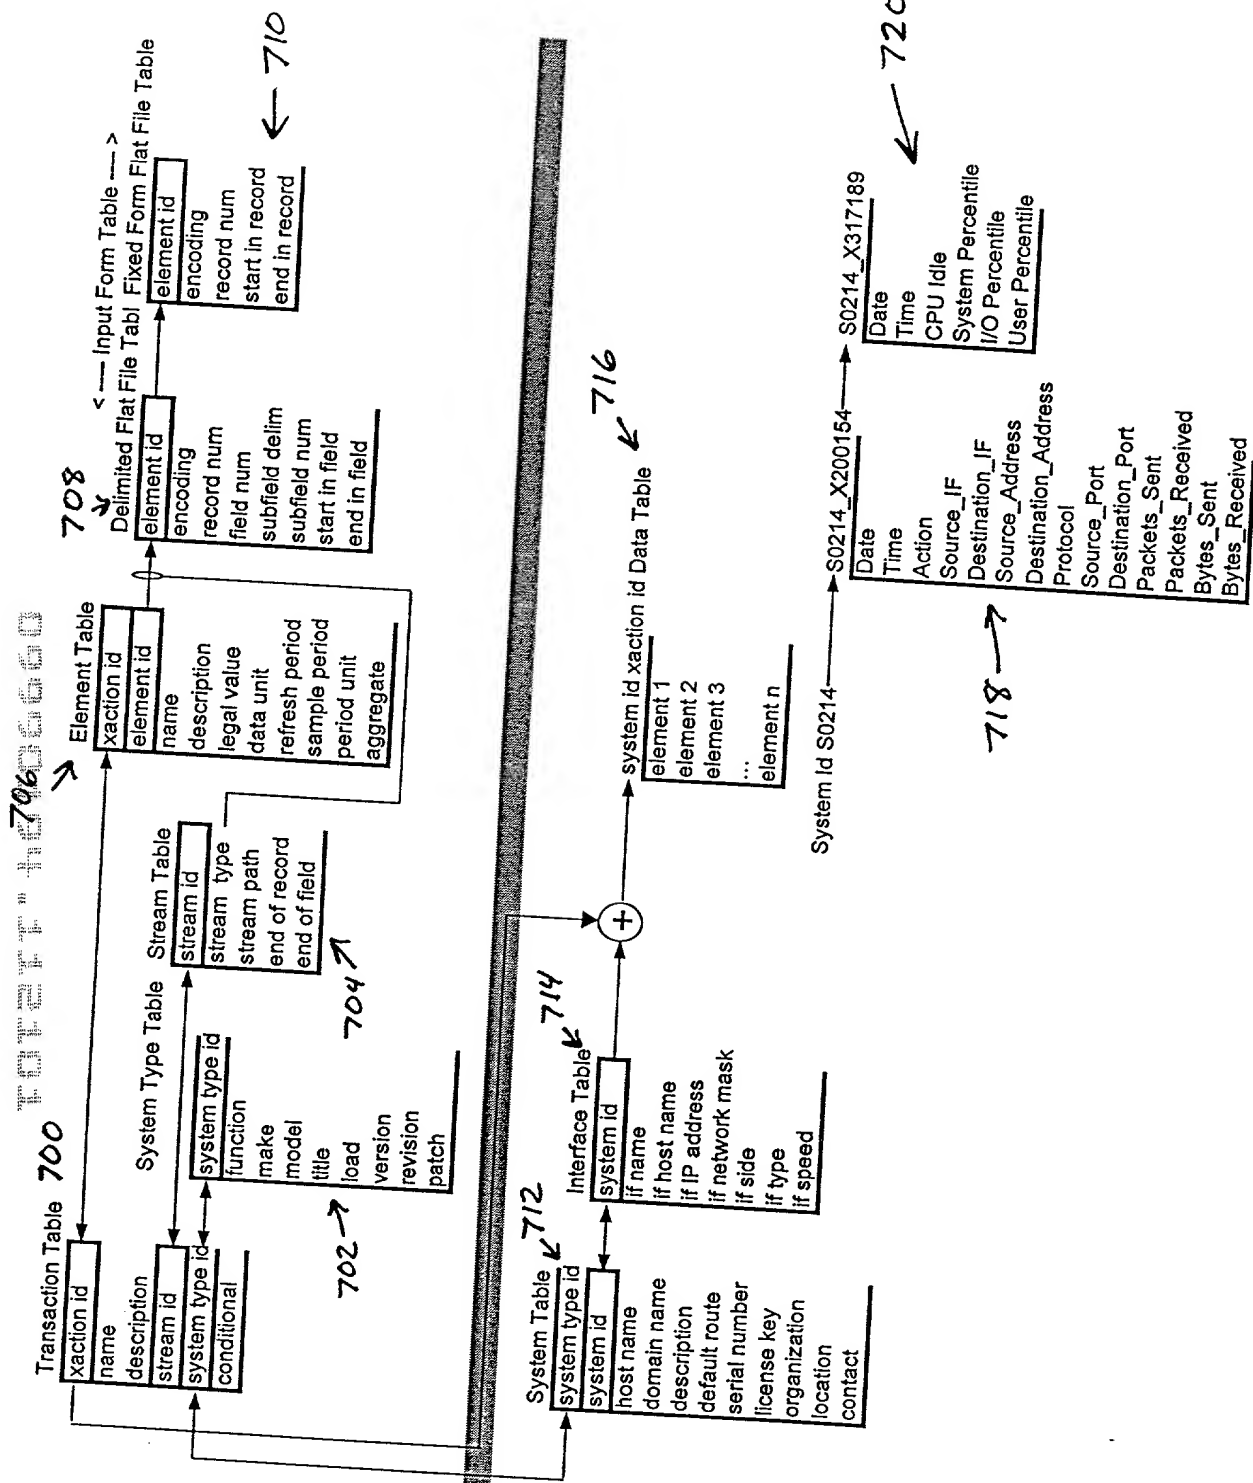 Transaction Table 700
xaction id
name
description
stream id
system type id
conditional
System Type Table
system type id
function
make
model
title
load
version
revision
patch
702
Stream Table
stream id
stream type
stream path
end of record
end of field
704
706
Element Table
xaction id
element id
name
description
legal value
data unit
refresh period
sample period
period unit
aggregate
< --- Input Form Table --- >
708
Delimited Flat File Tabl
element id
encoding
record num
field num
subfield delim
subfield num
start in field
end in field
Fixed Form Flat File Table
element id
encoding
record num
start in record
end in record
710
System Table 712
system type id
system id
host name
domain name
description
default route
serial number
license key
organization
location
contact
Interface Table 714
system id
if name
if host name
if IP address
if network mask
if side
if type
if speed
+
system id xaction id Data Table
716
element 1
element 2
element 3
...
element n
System Id S0214
S0214_X200154
Date
Time
Action
Source_IF
Destination_IF
Source_Address
Destination_Address
Protocol
Source_Port
Destination_Port
Packets_Sent
Packets_Received
Bytes_Sent
Bytes_Received
718
S0214_X317189
Date
Time
CPU Idle
System Percentile
I/O Percentile
User Percentile
720